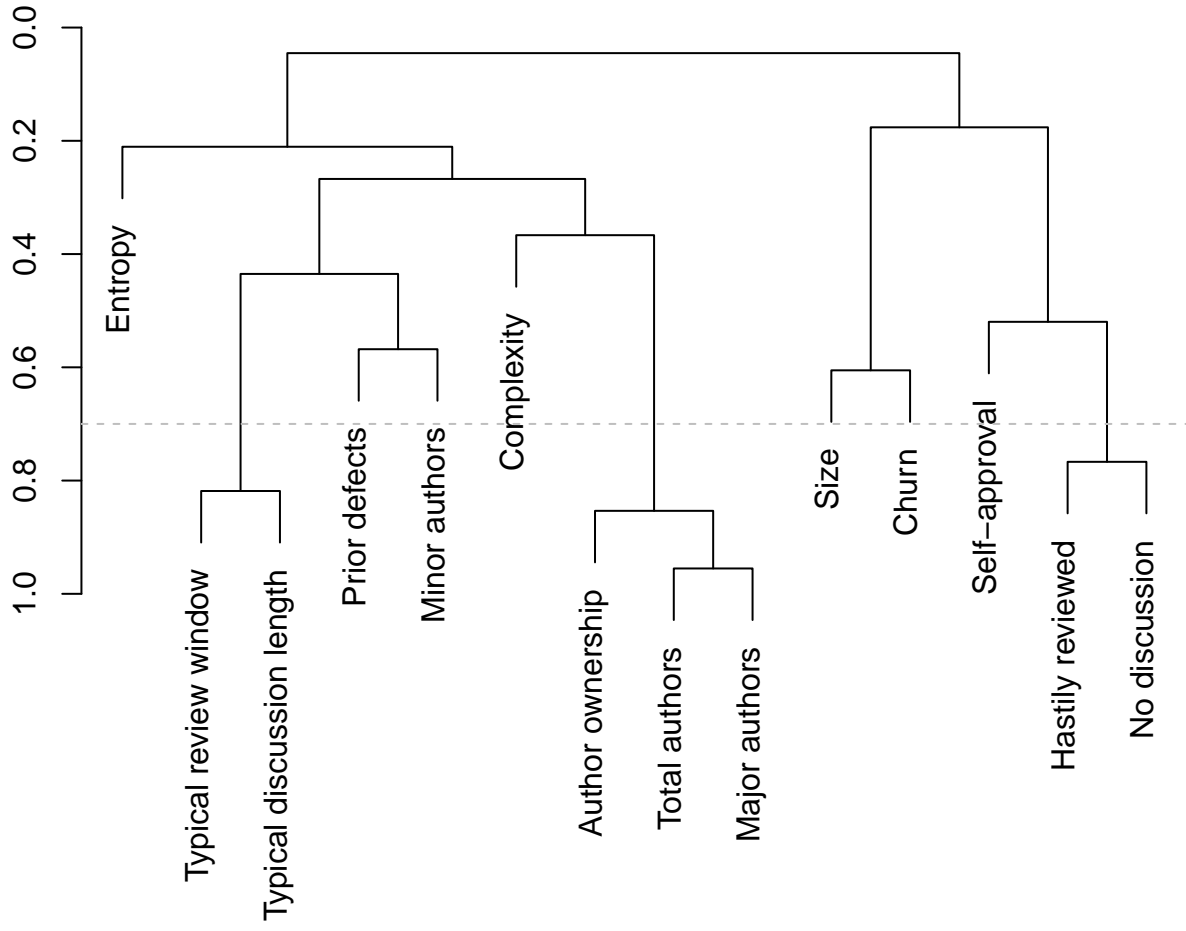 0.0
0.2
0.4
0.6
0.8
1.0
Entropy
Typical review window
Typical discussion length
Prior defects
Minor authors
Complexity
Author ownership
Total authors
Major authors
Size
Churn
Self−approval
Hastily reviewed
No discussion